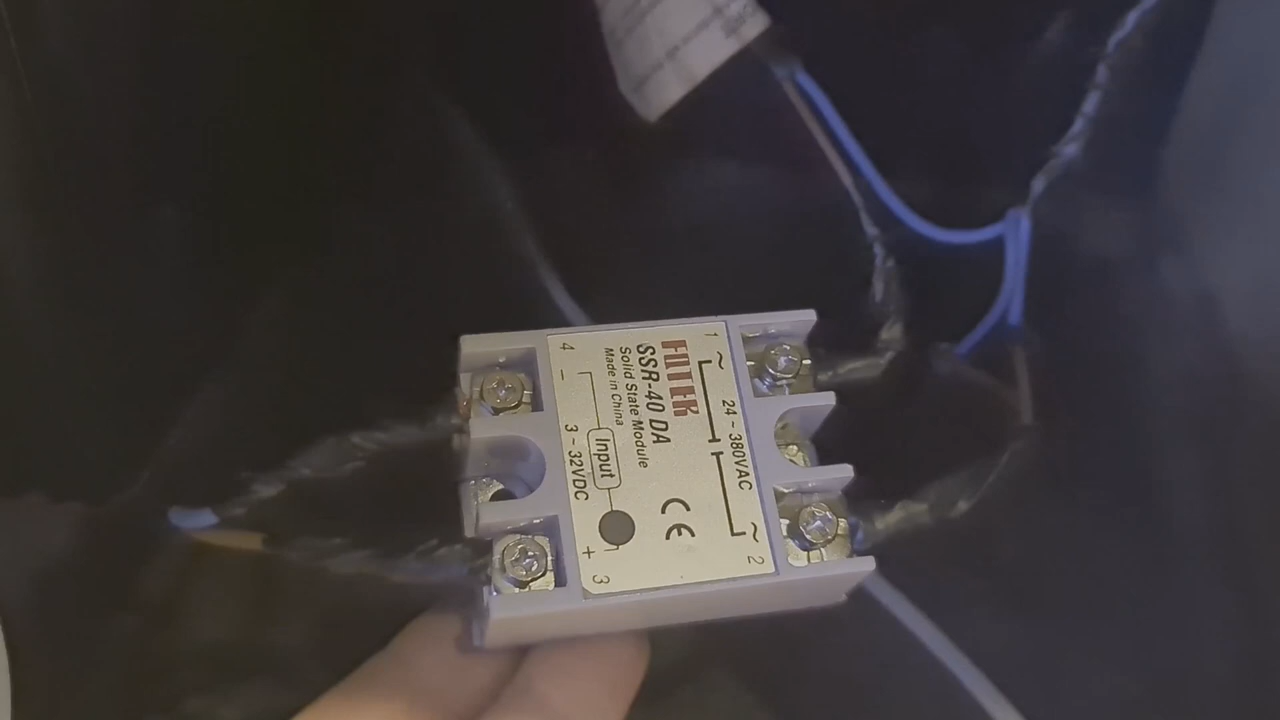 1
24~380VAC
2
FOTEK
SSR-40 DA
Solid State Module
Made in China
CE
Input
4
-
3~32VDC
+
3